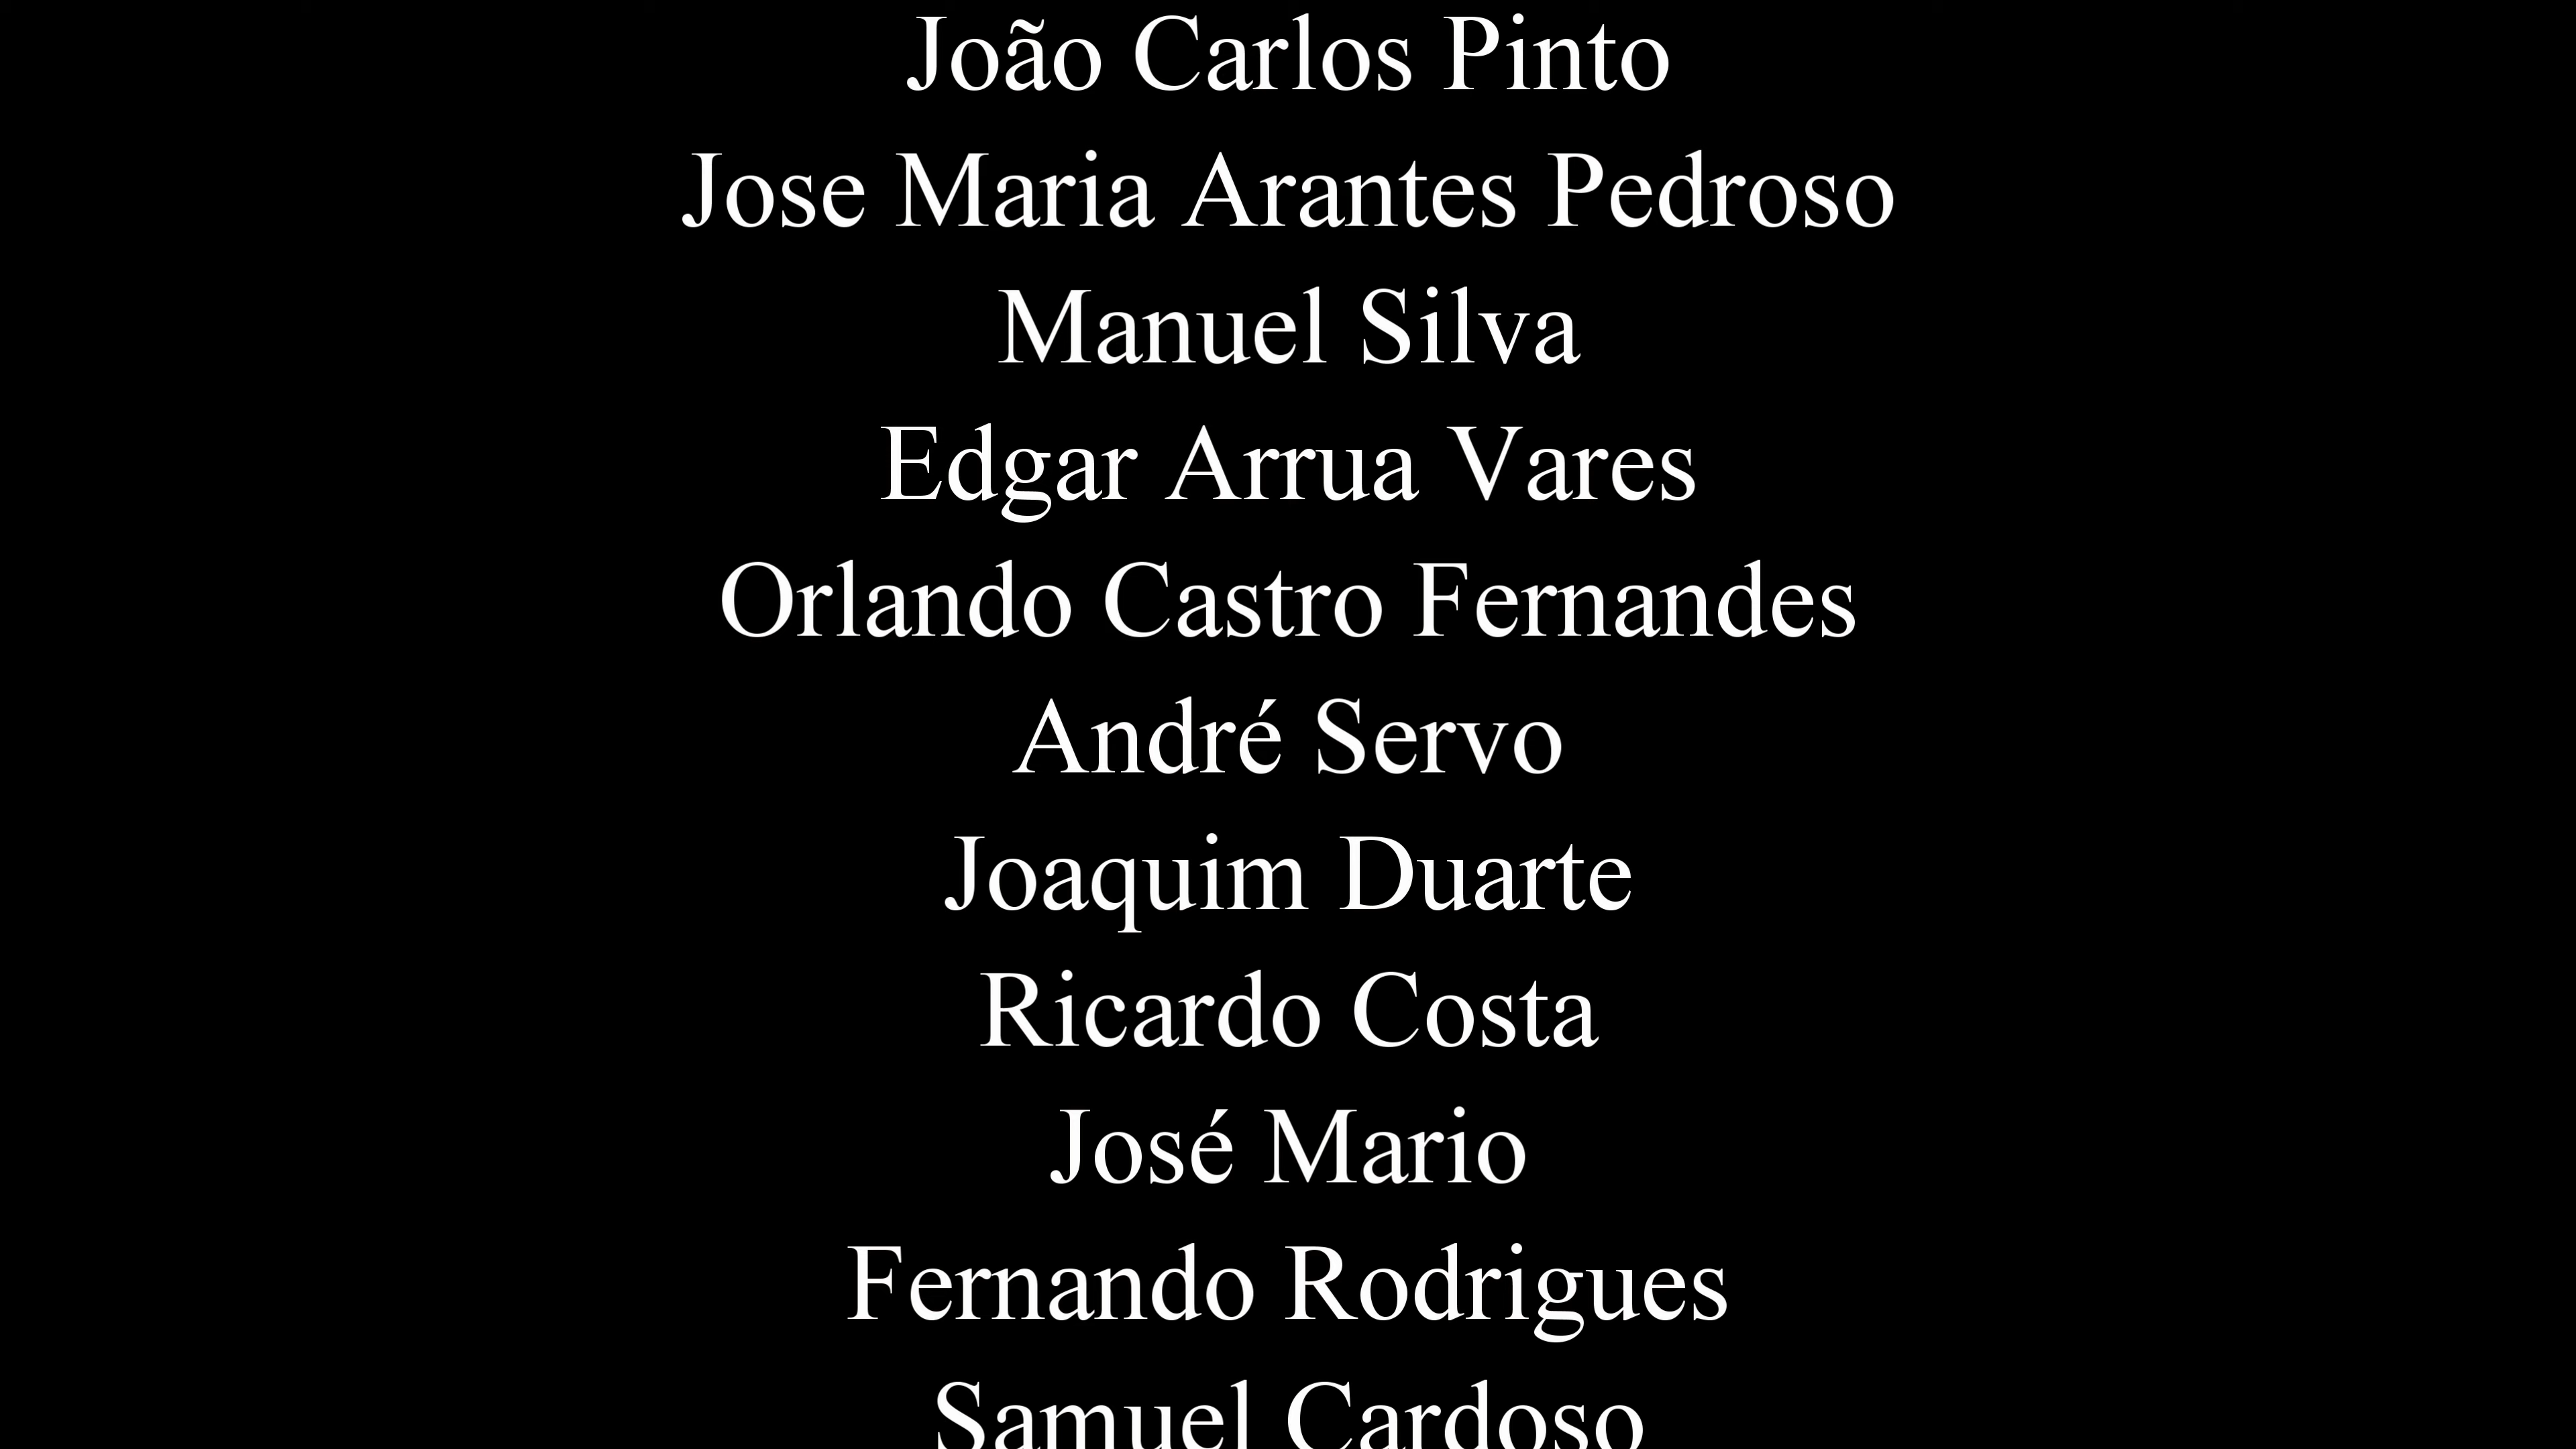 João Carlos Pinto
Jose Maria Arantes Pedroso
Manuel Silva
Edgar Arrua Vares
Orlando Castro Fernandes
André Servo
Joaquim Duarte
Ricardo Costa
José Mario
Fernando Rodrigues
Samuel Cardoso